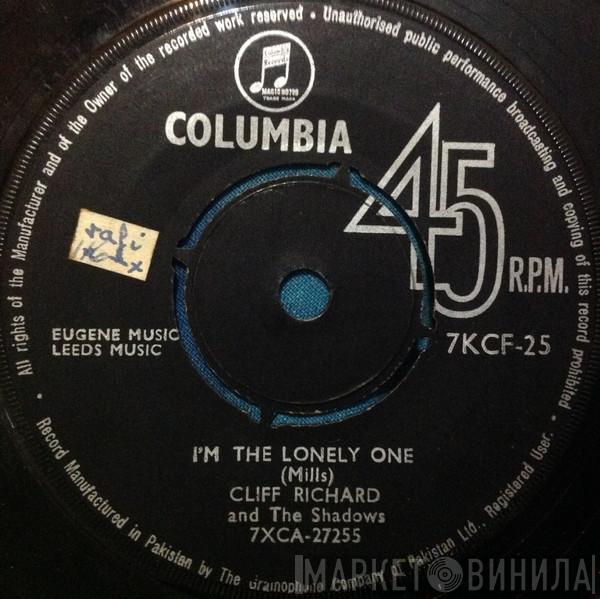 All rights of the Manufacturer and of the Owner of the recorded work reserved • Unauthorised public performance broadcasting and copying of this record prohibited •
Columbia
Records
MAGIC NOTES
TRADE MARK
COLUMBIA
45
R.P.M.
rafi
EUGENE MUSIC
LEEDS MUSIC
7KCF-25
I'M THE LONELY ONE
(Mills)
CLIFF RICHARD
and The Shadows
7XCA-27255
Record Manufactured in Pakistan by The Gramophone Company of Pakistan Ltd., Registered User. •
МАРКЕТ ВИНИЛА